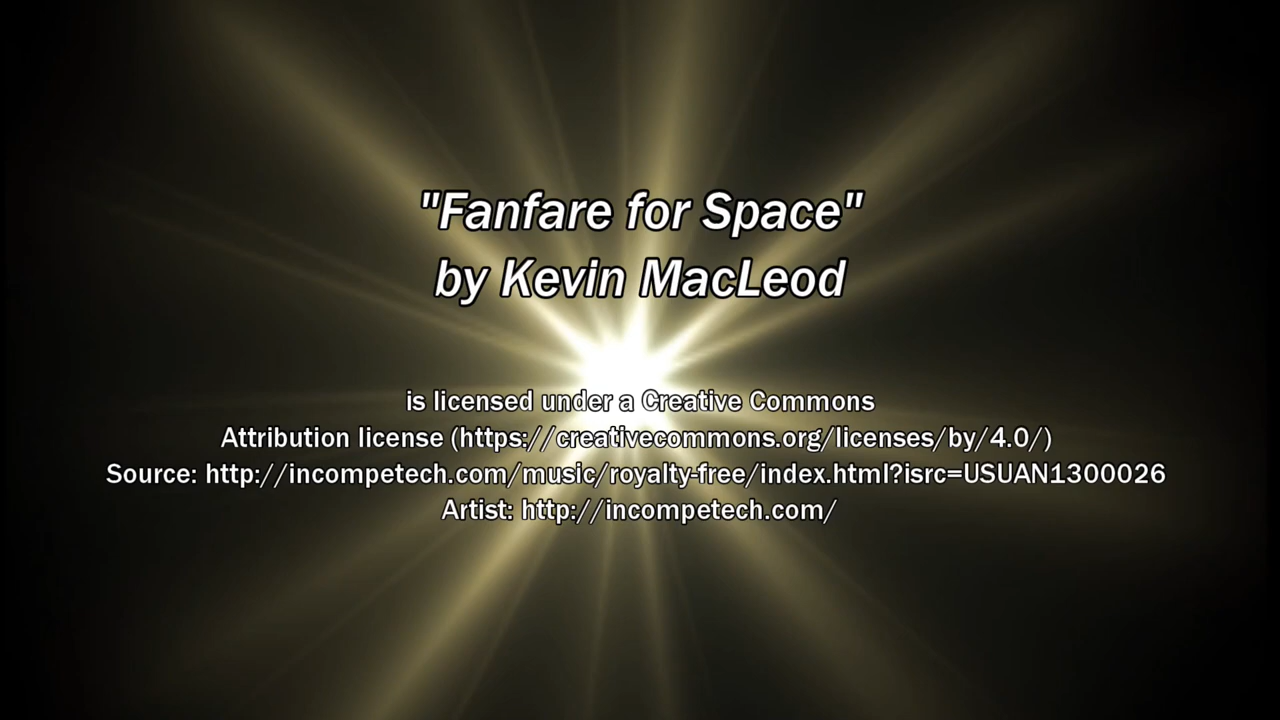 "Fanfare for Space"
by Kevin MacLeod
is licensed under a Creative Commons
Attribution license (https://creativecommons.org/licenses/by/4.0/)
Source: http://incompetech.com/music/royalty-free/index.html?isrc=USUAN1300026
Artist: http://incompetech.com/